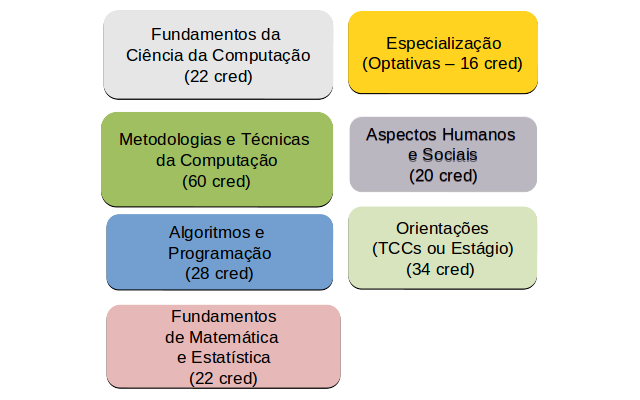 Fundamentos da
Ciência da Computação
(22 cred)
Metodologias e Técnicas
da Computação
(60 cred)
Algoritmos e
Programação
(28 cred)
Fundamentos
de Matemática
e Estatística
(22 cred)
Especialização
(Optativas – 16 cred)
Aspectos Humanos
e Sociais
(20 cred)
Orientações
(TCCs ou Estágio)
(34 cred)